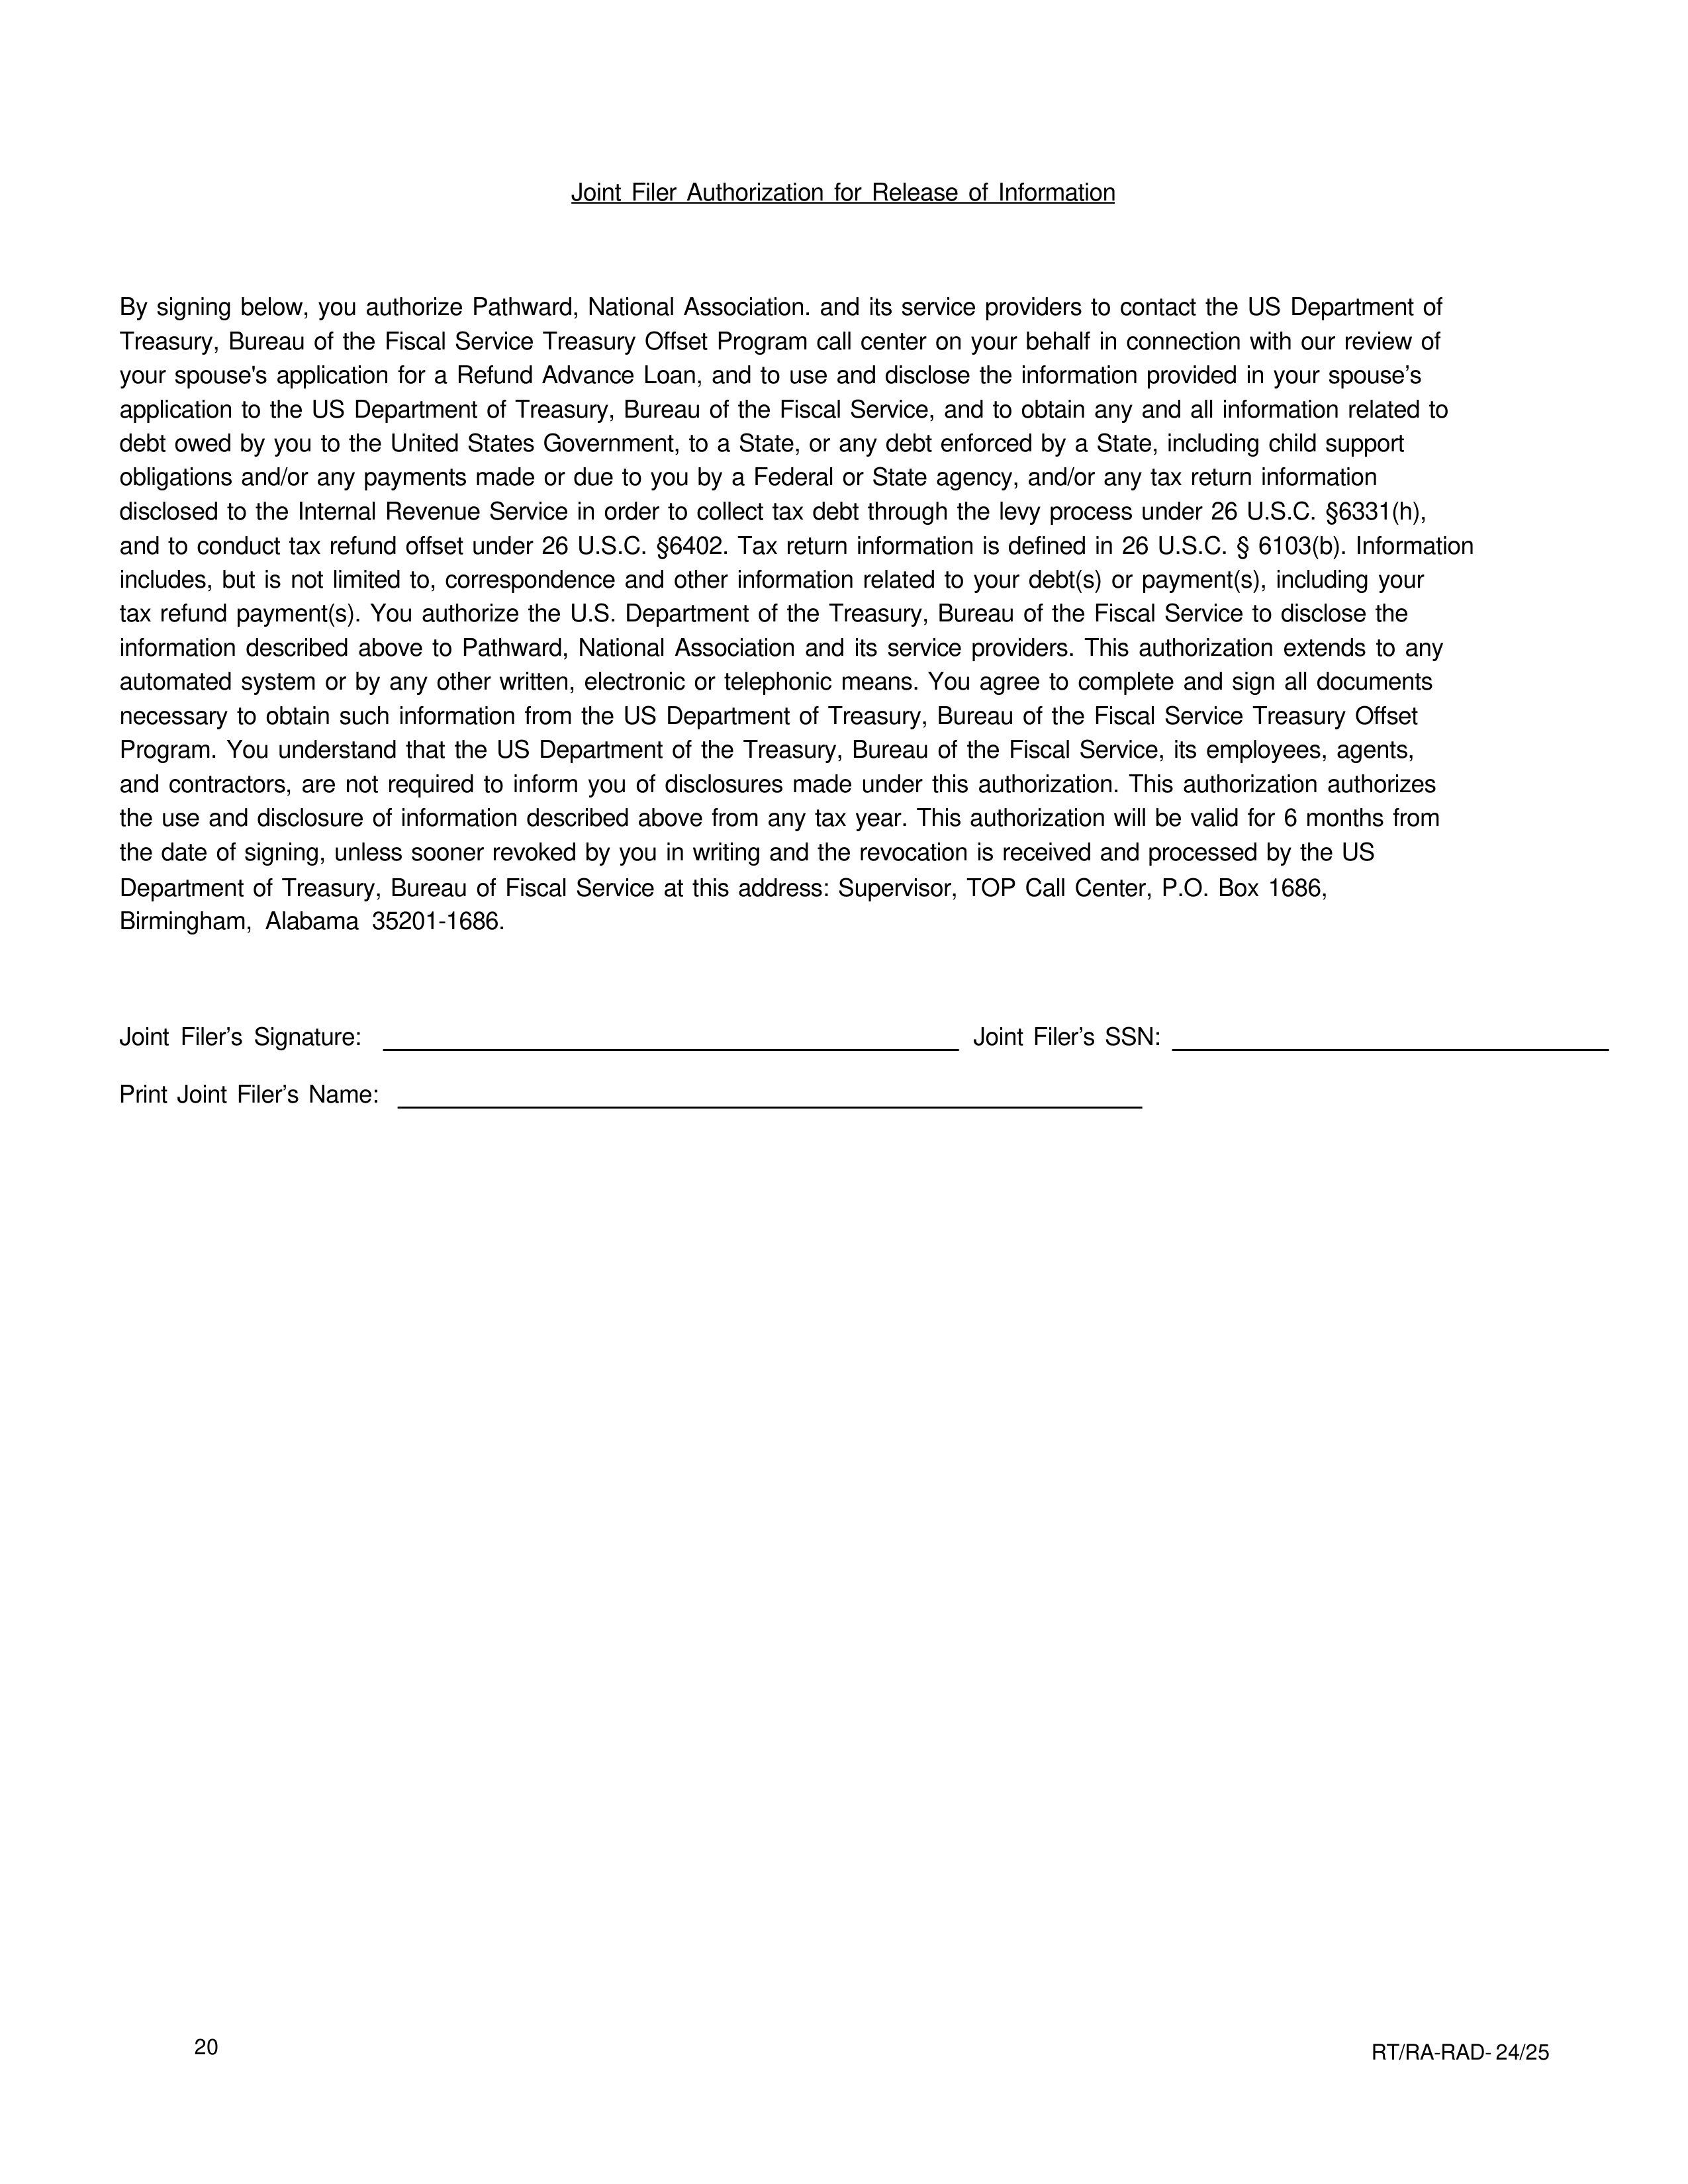 Joint Filer Authorization for Release of Information
By signing below, you authorize Pathward, National Association. and its service providers to contact the US Department of
Treasury, Bureau of the Fiscal Service Treasury Offset Program call center on your behalf in connection with our review of
your spouse's application for a Refund Advance Loan, and to use and disclose the information provided in your spouse’s
application to the US Department of Treasury, Bureau of the Fiscal Service, and to obtain any and all information related to
debt owed by you to the United States Government, to a State, or any debt enforced by a State, including child support
obligations and/or any payments made or due to you by a Federal or State agency, and/or any tax return information
disclosed to the Internal Revenue Service in order to collect tax debt through the levy process under 26 U.S.C. §6331(h),
and to conduct tax refund offset under 26 U.S.C. §6402. Tax return information is defined in 26 U.S.C. § 6103(b). Information
includes, but is not limited to, correspondence and other information related to your debt(s) or payment(s), including your
tax refund payment(s). You authorize the U.S. Department of the Treasury, Bureau of the Fiscal Service to disclose the
information described above to Pathward, National Association and its service providers. This authorization extends to any
automated system or by any other written, electronic or telephonic means. You agree to complete and sign all documents
necessary to obtain such information from the US Department of Treasury, Bureau of the Fiscal Service Treasury Offset
Program. You understand that the US Department of the Treasury, Bureau of the Fiscal Service, its employees, agents,
and contractors, are not required to inform you of disclosures made under this authorization. This authorization authorizes
the use and disclosure of information described above from any tax year. This authorization will be valid for 6 months from
the date of signing, unless sooner revoked by you in writing and the revocation is received and processed by the US
Department of Treasury, Bureau of Fiscal Service at this address: Supervisor, TOP Call Center, P.O. Box 1686,
Birmingham, Alabama 35201-1686.
Joint Filer’s Signature: Joint Filer’s SSN:
Print Joint Filer’s Name:
20 RT/RA-RAD- 24/25